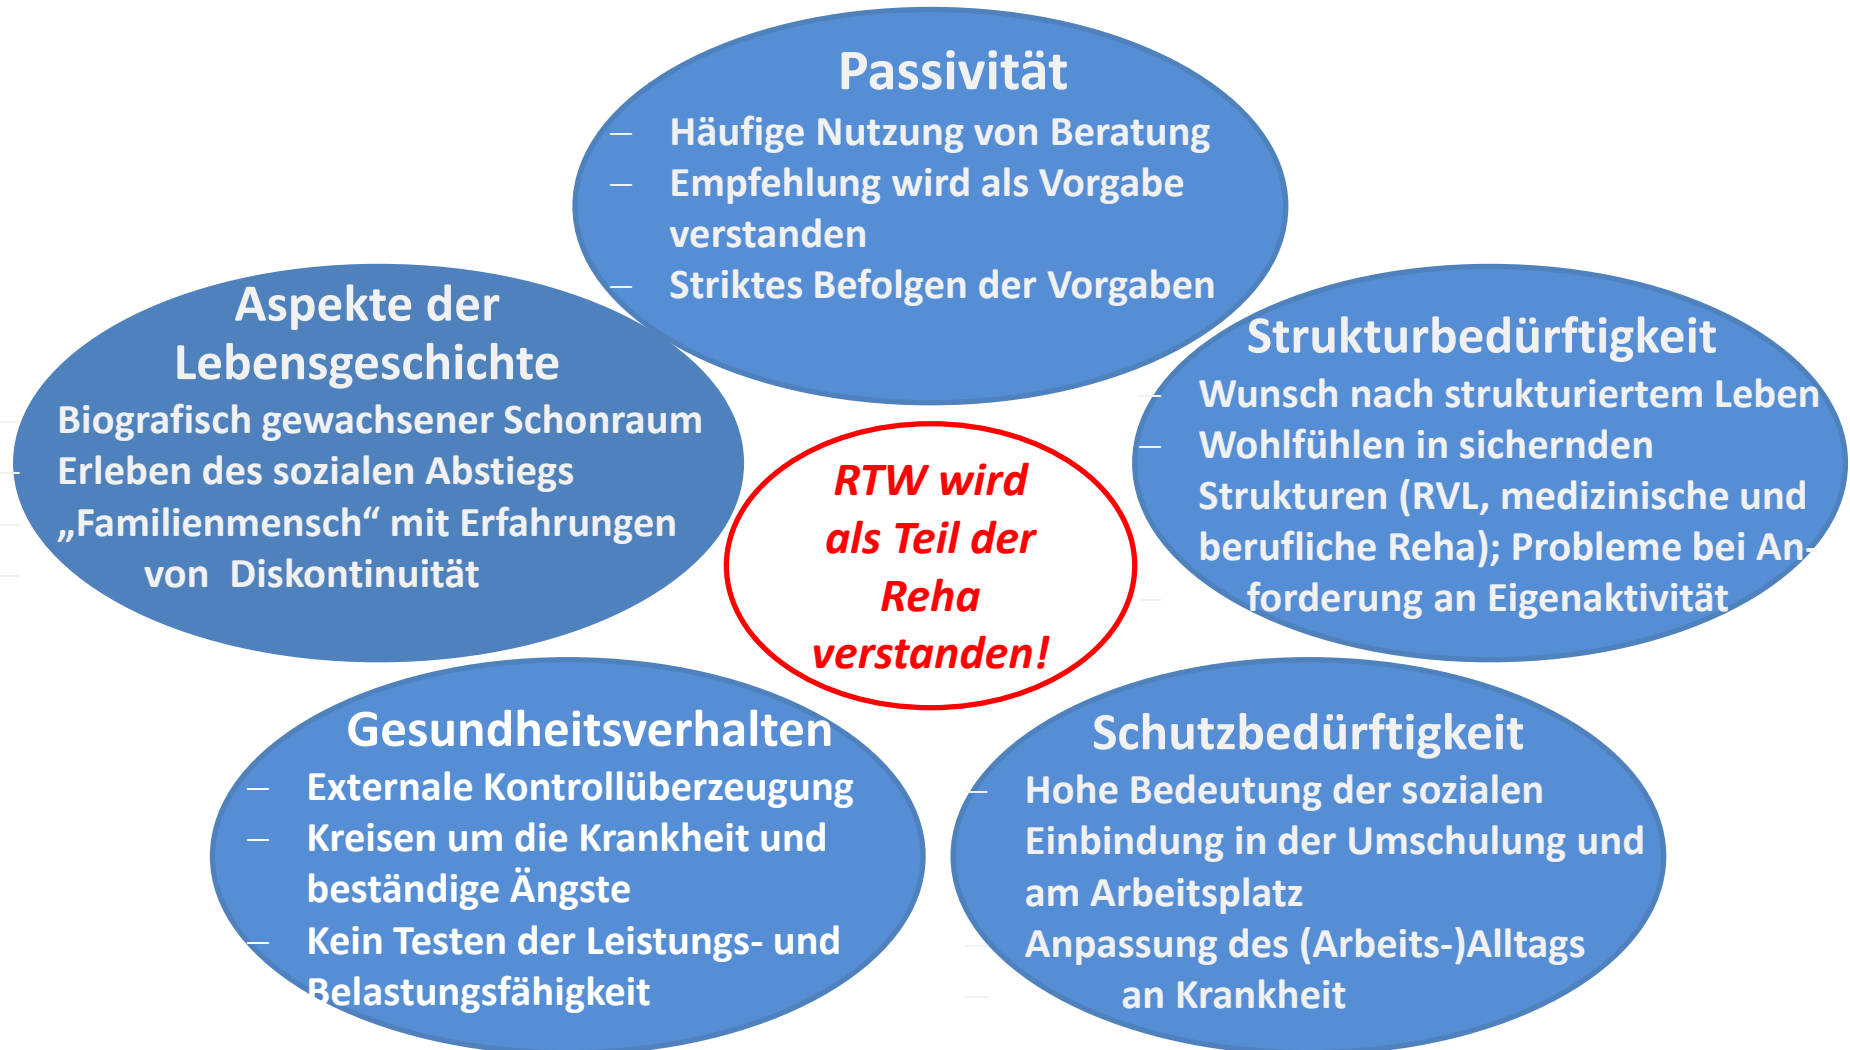 Passivität
– Häufige Nutzung von Beratung
– Empfehlung wird als Vorgabe
verstanden
– Striktes Befolgen der Vorgaben
Aspekte der
Lebensgeschichte
– Biografisch gewachsener Schonraum
– Erleben des sozialen Abstiegs
– „Familienmensch“ mit Erfahrungen
– von Diskontinuität
Strukturbedürftigkeit
– Wunsch nach strukturiertem Leben
– Wohlfühlen in sichernden
Strukturen (RVL, medizinische und
berufliche Reha); Probleme bei An-
– forderung an Eigenaktivität
RTW wird
als Teil der
Reha
verstanden!
Gesundheitsverhalten
– Externale Kontrollüberzeugung
– Kreisen um die Krankheit und
beständige Ängste
– Kein Testen der Leistungs- und
Belastungsfähigkeit
Schutzbedürftigkeit
– Hohe Bedeutung der sozialen
Einbindung in der Umschulung und
am Arbeitsplatz
– Anpassung des (Arbeits-)Alltags
– an Krankheit